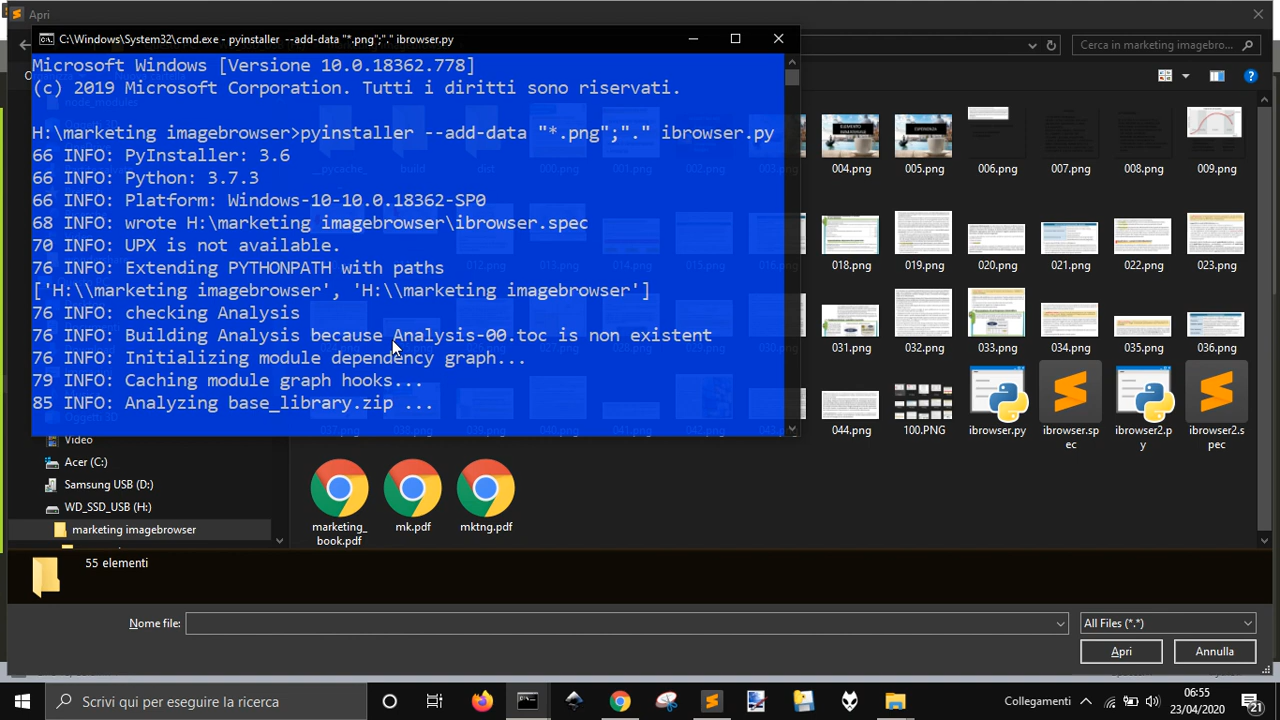 Apri
C:\Windows\System32\cmd.exe - pyinstaller --add-data "*.png";"." ibrowser.py
Cerca in marketing imagebro...
Microsoft Windows [Versione 10.0.18362.778]
(c) 2019 Microsoft Corporation. Tutti i diritti sono riservati.
H:\marketing imagebrowser>pyinstaller --add-data "*.png";"." ibrowser.py
66 INFO: PyInstaller: 3.6
66 INFO: Python: 3.7.3
66 INFO: Platform: Windows-10-10.0.18362-SP0
68 INFO: wrote H:\marketing imagebrowser\ibrowser.spec
70 INFO: UPX is not available.
76 INFO: Extending PYTHONPATH with paths
['H:\\marketing imagebrowser', 'H:\\marketing imagebrowser']
76 INFO: checking Analysis
76 INFO: Building Analysis because Analysis-00.toc is non existent
76 INFO: Initializing module dependency graph...
79 INFO: Caching module graph hooks...
85 INFO: Analyzing base_library.zip ...
004.png
005.png
006.png
007.png
008.png
009.png
018.png
019.png
020.png
021.png
022.png
023.png
031.png
032.png
033.png
034.png
035.png
036.png
044.png
100.PNG
ibrowser.py
ibrowser.sp
ec
ibrowser2.p
y
ibrowser2.s
pec
Video
Acer (C:)
Samsung USB (D:)
WD_SSD_USB (H:)
marketing imagebrowser
marketing_
book.pdf
mk.pdf
mktng.pdf
55 elementi
Nome file:
All Files (*.*)
Apri
Annulla
Scrivi qui per eseguire la ricerca
Collegamenti
06:55
23/04/2020
21